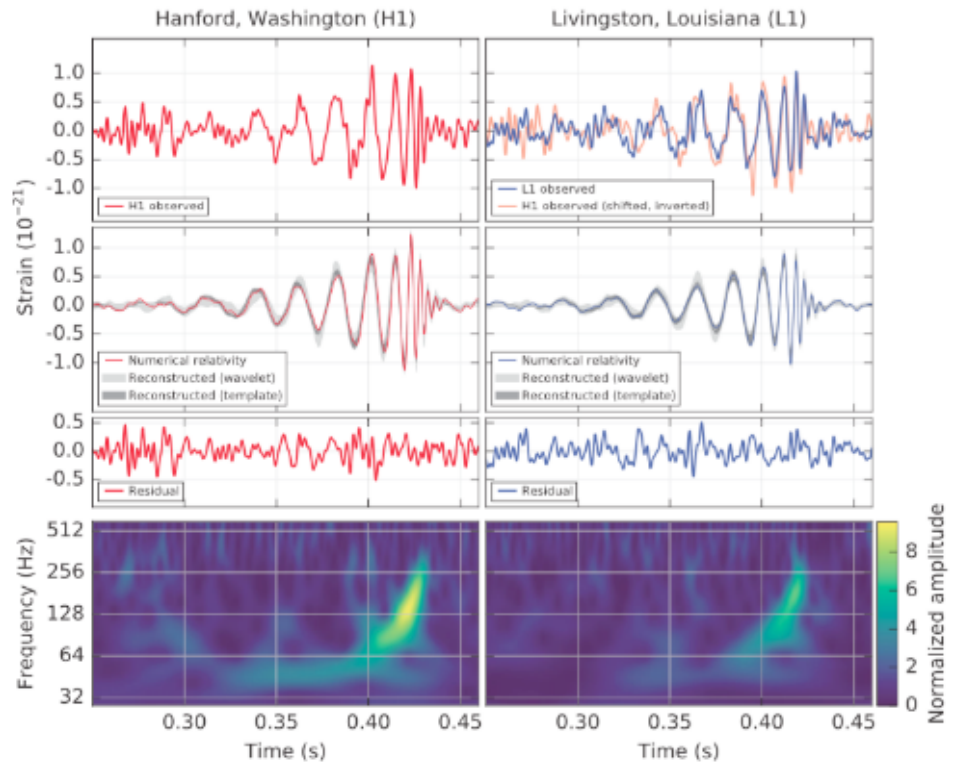 Hanford, Washington (H1)
Livingston, Louisiana (L1)
Strain (10⁻²¹)
1.0
0.5
0.0
-0.5
-1.0
H1 observed
L1 observed
H1 observed (shifted, inverted)
1.0
0.5
0.0
-0.5
-1.0
Numerical relativity
Reconstructed (wavelet)
Reconstructed (template)
Numerical relativity
Reconstructed (wavelet)
Reconstructed (template)
0.5
0.0
-0.5
Residual
Residual
Frequency (Hz)
512
256
128
64
32
Normalized amplitude
8
6
4
2
0
0.30
0.35
0.40
0.45
0.30
0.35
0.40
0.45
Time (s)
Time (s)